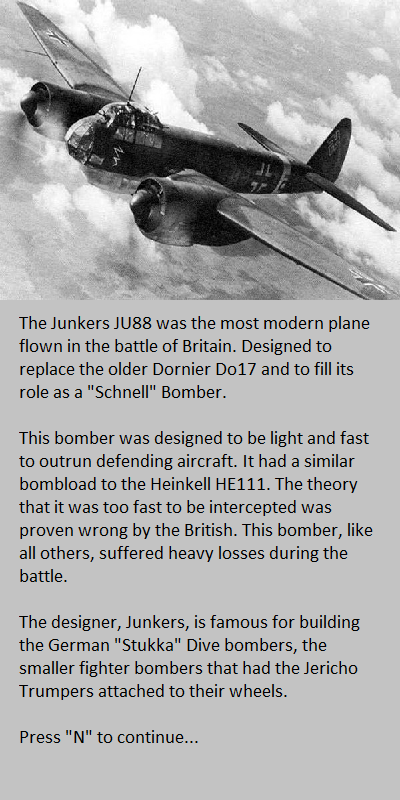 The Junkers JU88 was the most modern plane
flown in the battle of Britain. Designed to
replace the older Dornier Do17 and to fill its
role as a "Schnell" Bomber.
This bomber was designed to be light and fast
to outrun defending aircraft. It had a similar
bombload to the Heinkell HE111. The theory
that it was too fast to be intercepted was
proven wrong by the British. This bomber, like
all others, suffered heavy losses during the
battle.
The designer, Junkers, is famous for building
the German "Stukka" Dive bombers, the
smaller fighter bombers that had the Jericho
Trumpers attached to their wheels.
Press "N" to continue...